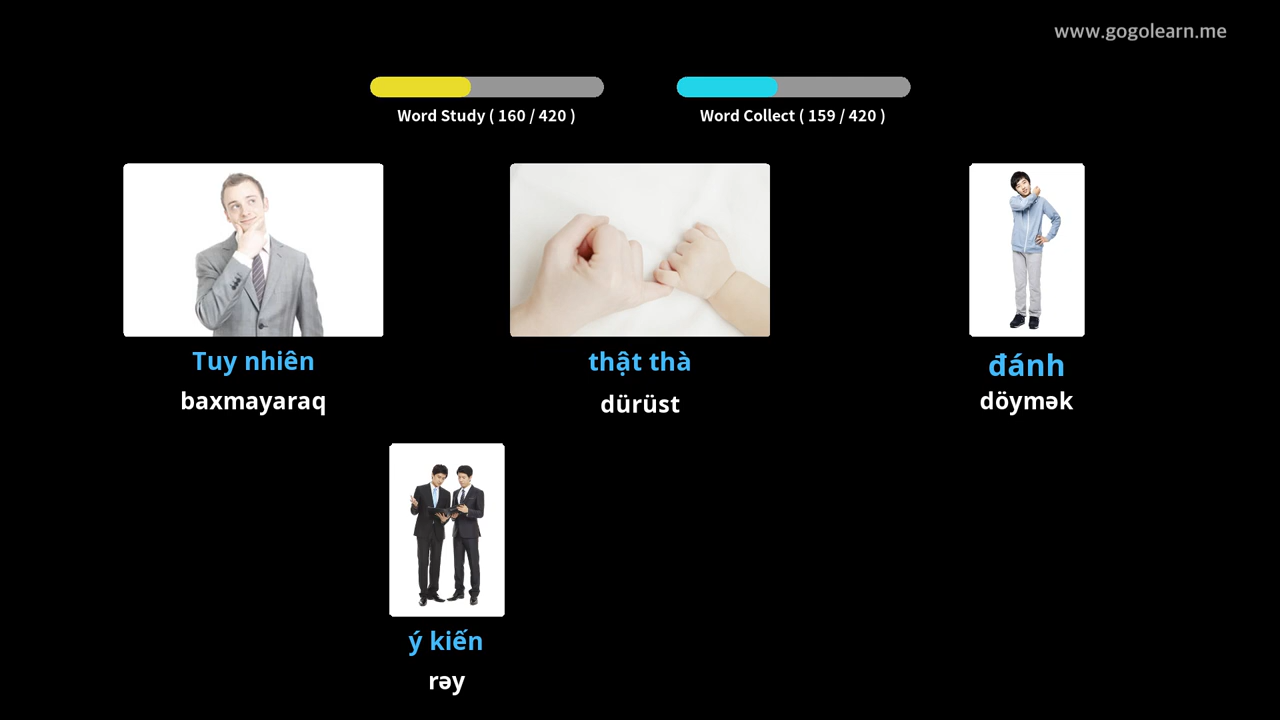 www.gogolearn.me
Word Study ( 160 / 420 )
Word Collect ( 159 / 420 )
Tuy nhiên
baxmayaraq
thật thà
dürüst
đánh
döymək
ý kiến
rəy